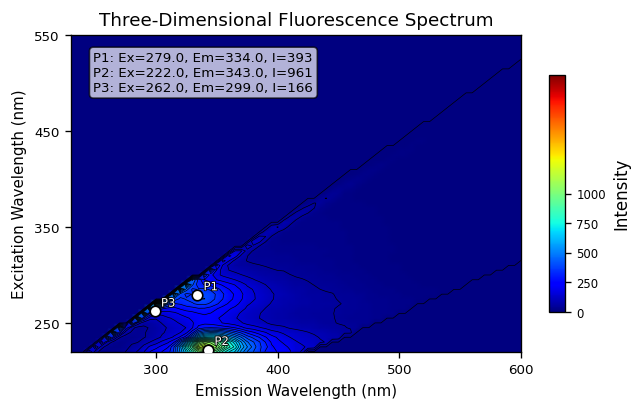 Three-Dimensional Fluorescence Spectrum
P1: Ex=279.0, Em=334.0, I=393
P2: Ex=222.0, Em=343.0, I=961
P3: Ex=262.0, Em=299.0, I=166
550
450
350
250
Excitation Wavelength (nm)
P1
P3
P2
300
400
500
600
Emission Wavelength (nm)
1000
750
500
250
0
Intensity